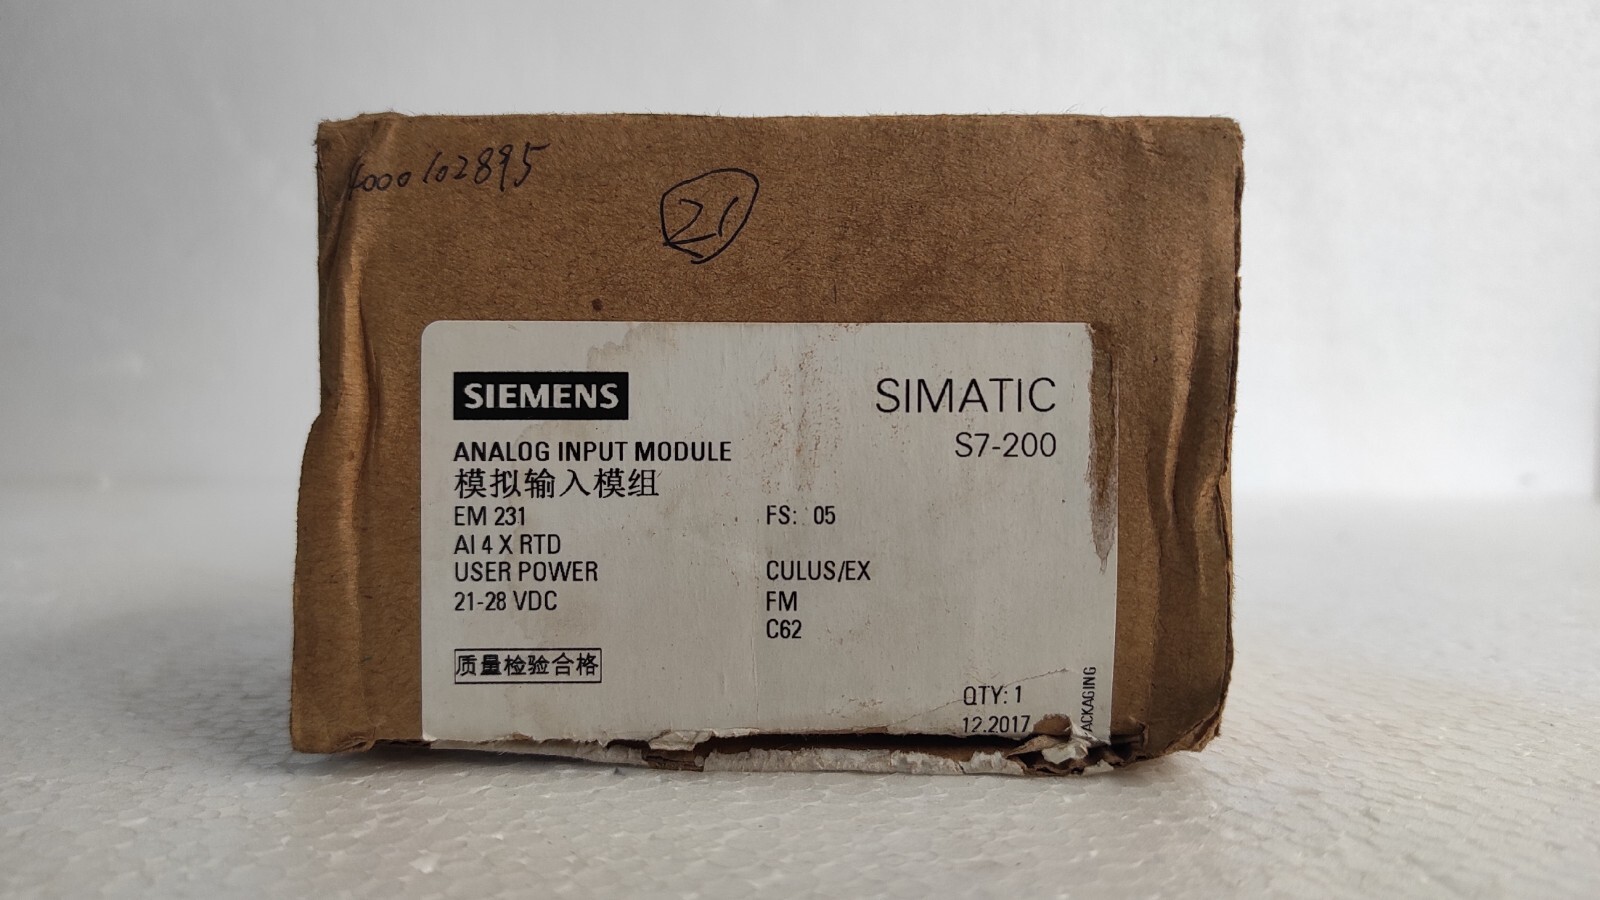 4000102895
21
SIEMENS
SIMATIC
S7-200
ANALOG INPUT MODULE
模拟输入模组
EM 231
FS: 05
AI 4 X RTD
USER POWER
CULUS/EX
21-28 VDC
FM
C62
质量检验合格
QTY: 1
12.2017
PACKAGING